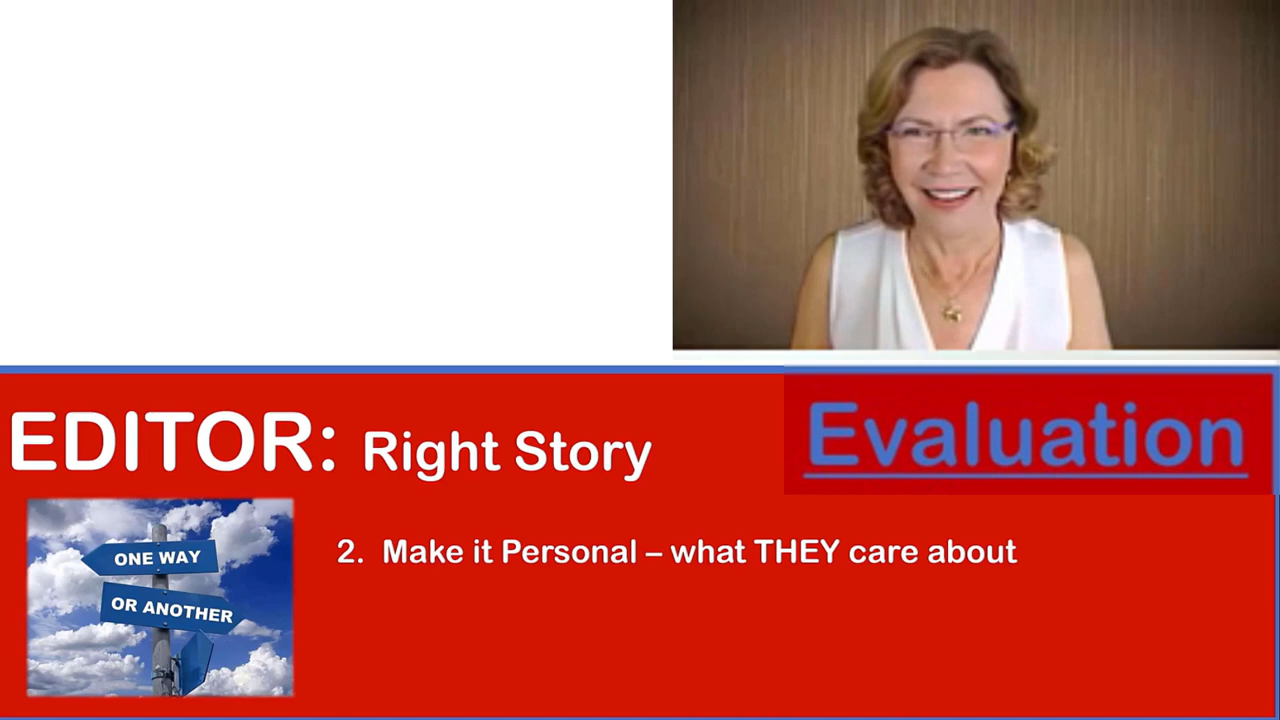 EDITOR: Right Story
Evaluation
ONE WAY
OR ANOTHER
2. Make it Personal – what THEY care about